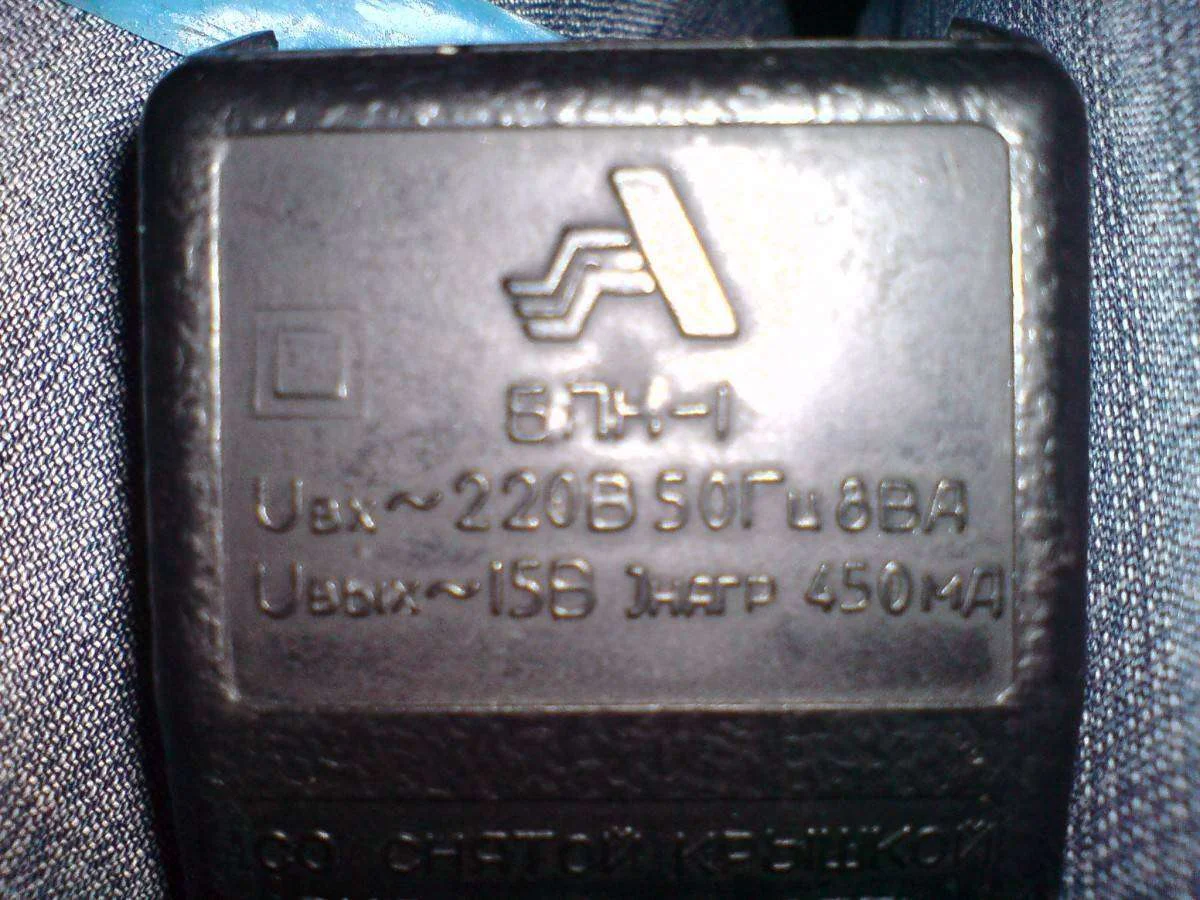 БПН-1
Uвх~220В 50Гц 8ВА
Uвых~15В Iнагр 450мА
СО СНЯТОЙ КРЫШКОЙ